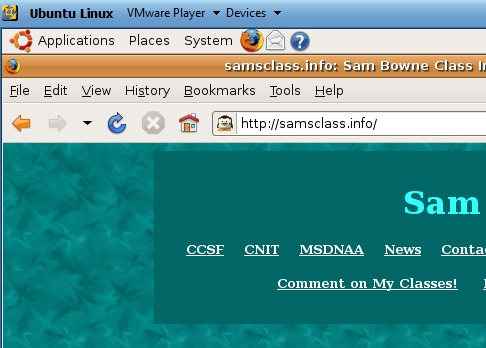 Ubuntu Linux VMware Player Devices
Applications Places System ?
samsclass.info: Sam Bowne Class
File Edit View History Bookmarks Tools Help
http://samsclass.info/
Sam
CCSF CNIT MSDNAA News
Comment on My Classes!